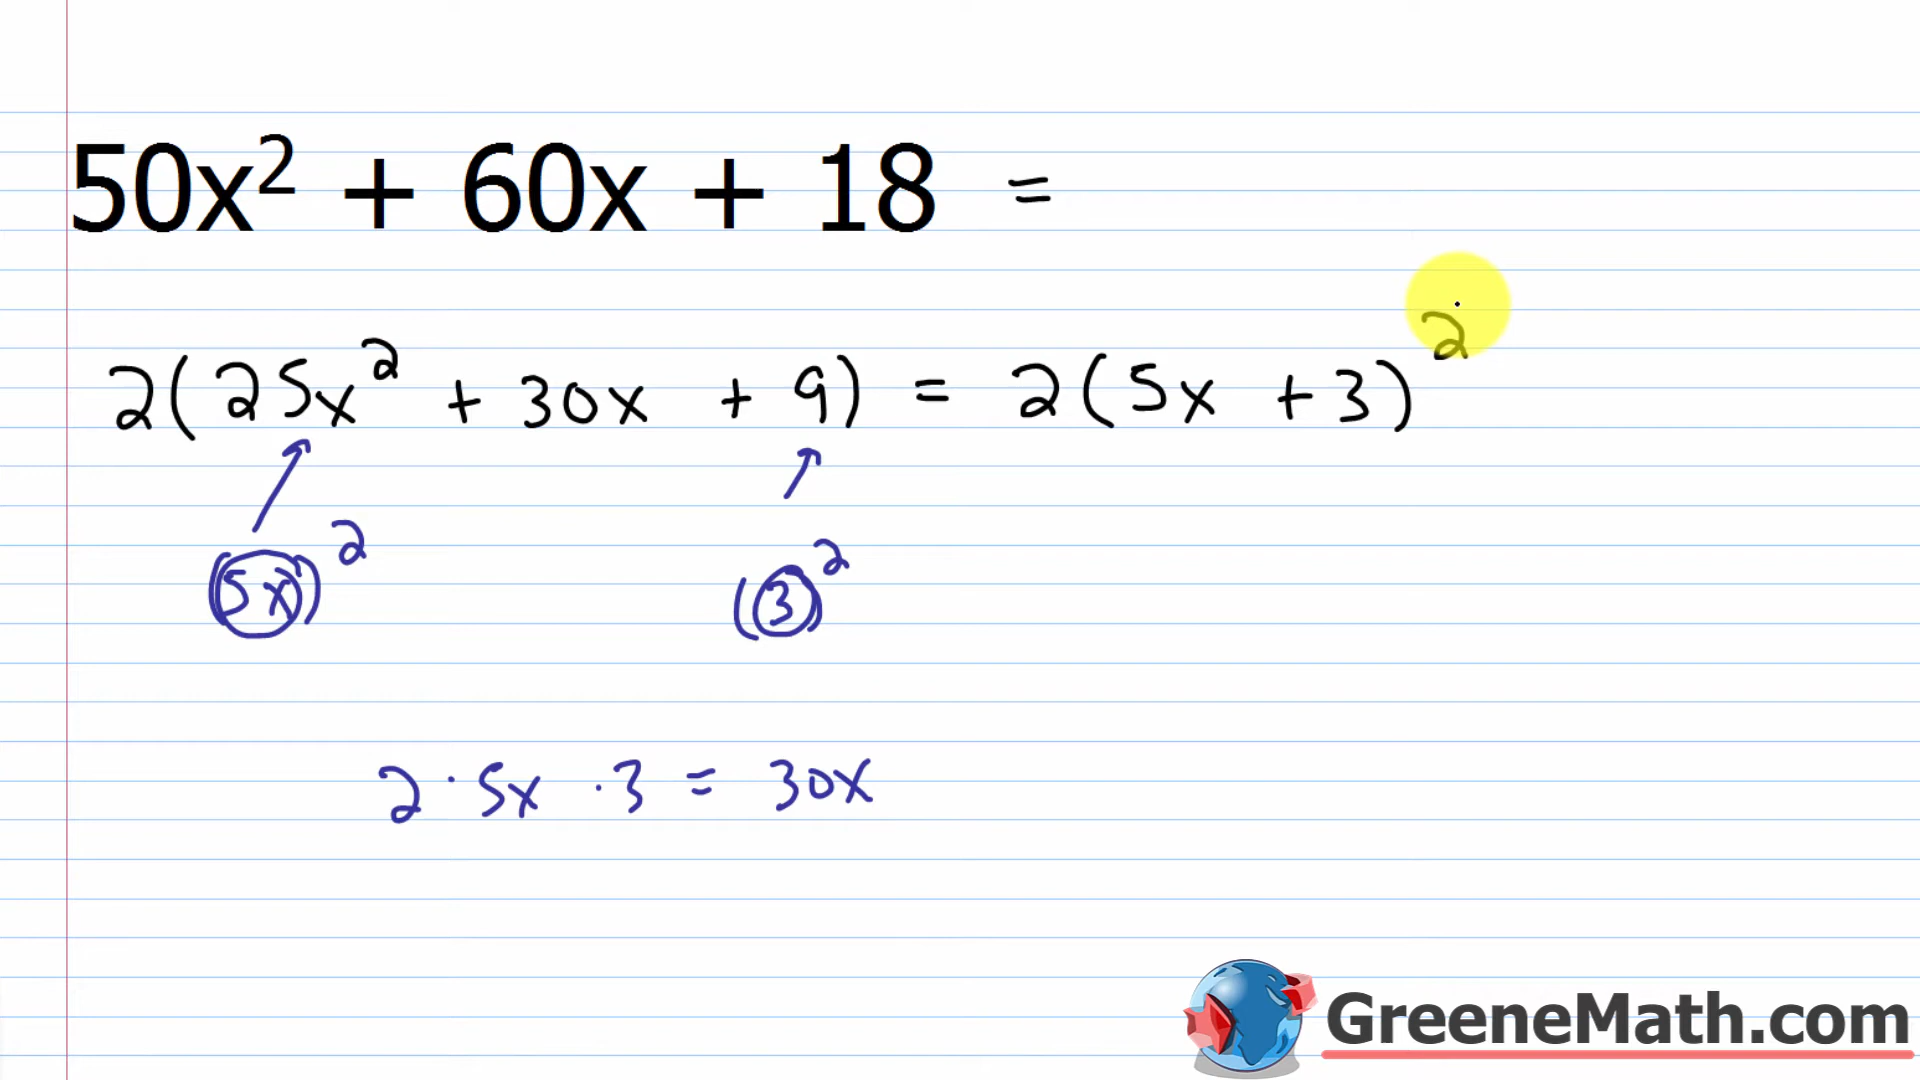 50x² + 60x + 18 =
2(25x² + 30x + 9) = 2(5x + 3)²
(5x)² (3)²
2 · 5x · 3 = 30x
GreeneMath.com